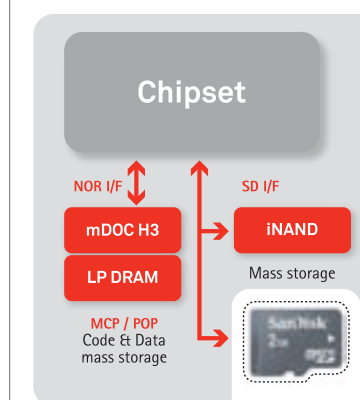 Chipset
NOR I/F
SD I/F
mDOC H3
iNAND
LP DRAM
Mass storage
MCP / POP
Code & Data
mass storage
SanDisk
2GB